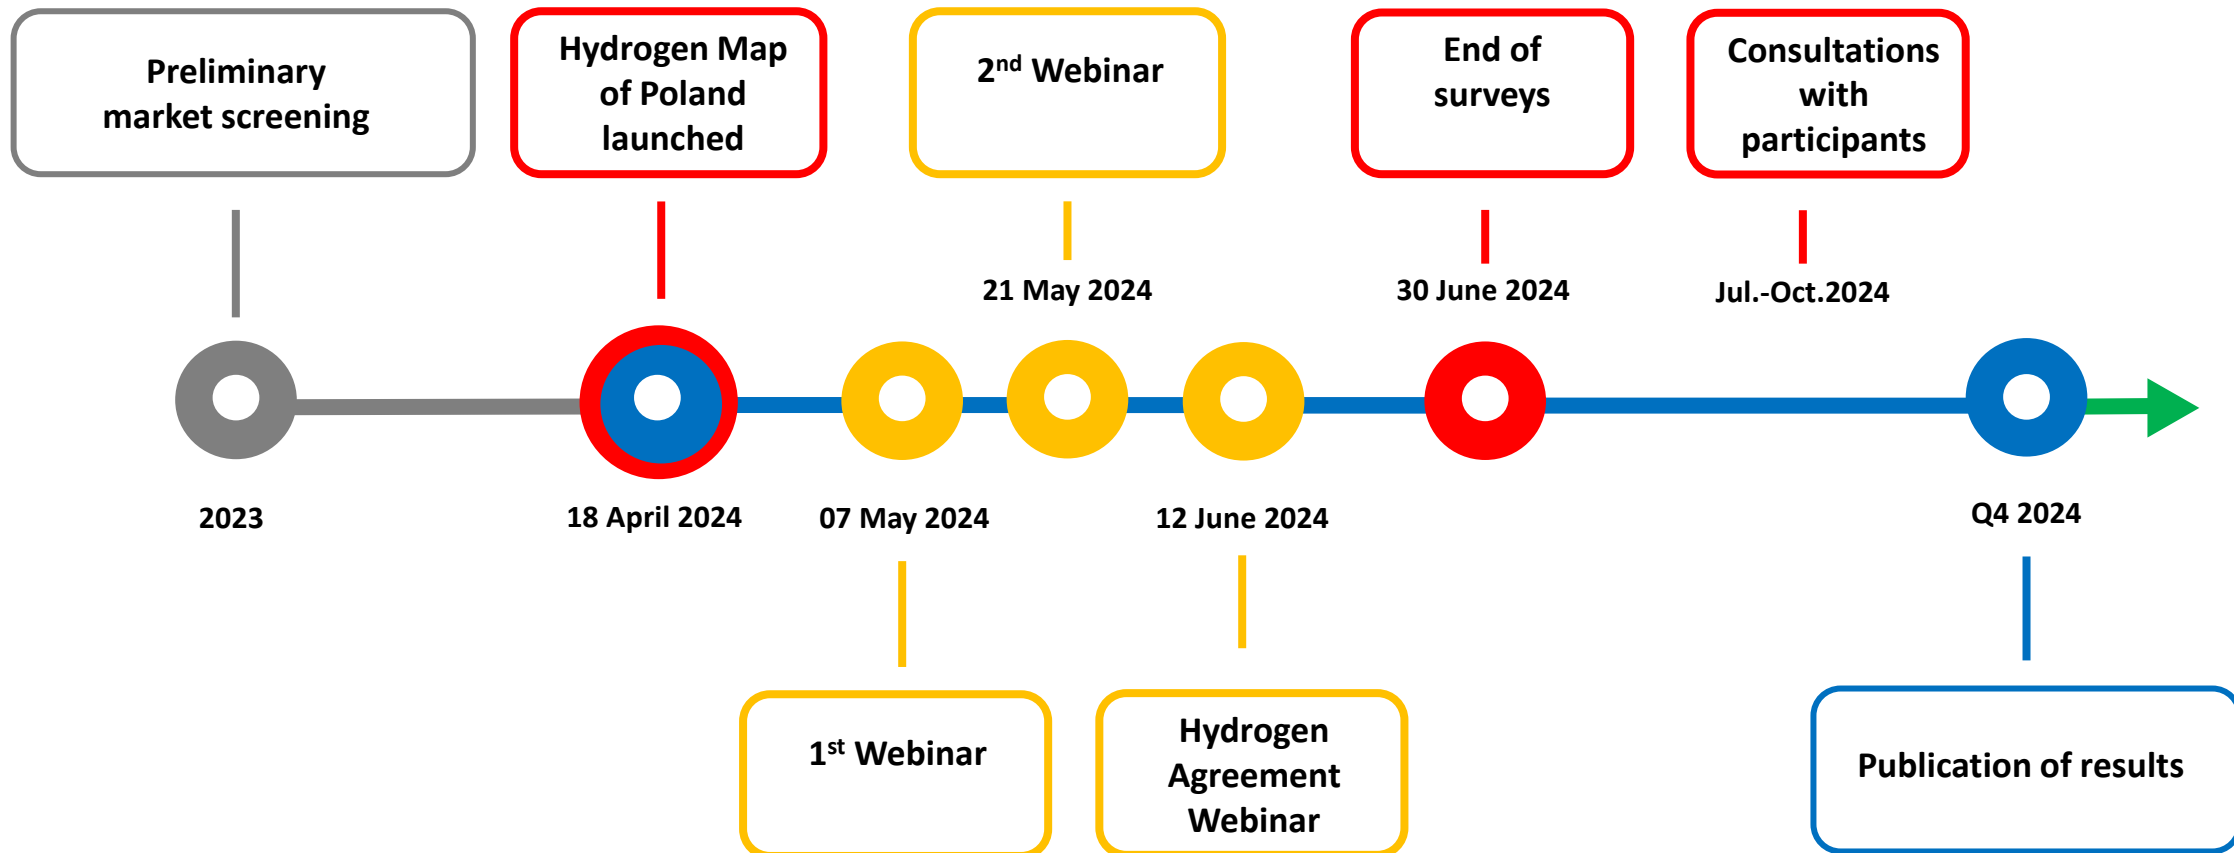 Preliminary
market screening
Hydrogen Map
of Poland
launched
2nd Webinar
End of
surveys
Consultations
with
participants
21 May 2024
30 June 2024
Jul.-Oct.2024
2023
18 April 2024
07 May 2024
12 June 2024
Q4 2024
1st Webinar
Hydrogen
Agreement
Webinar
Publication of results